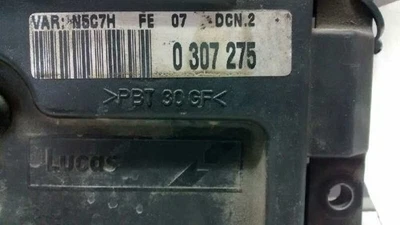 VAR: N5C7H FE 07 DCN.2
0 307 275
>PBT 30 GF<
Lucas